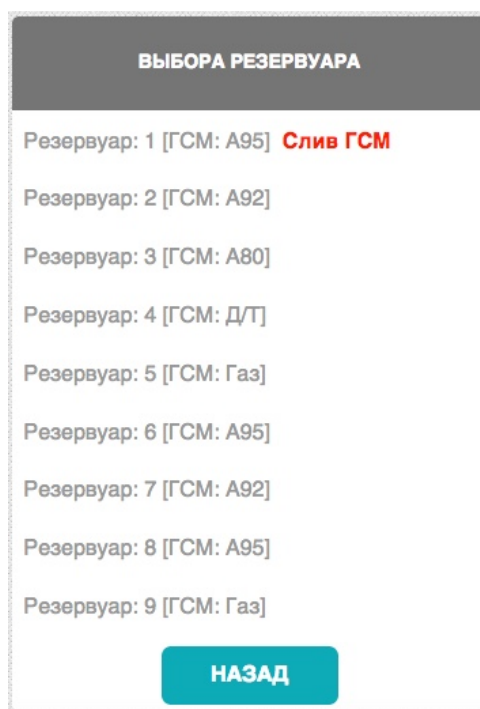 ВЫБОРА РЕЗЕРВУАРА
Резервуар: 1 [ГСМ: А95] Слив ГСМ
Резервуар: 2 [ГСМ: А92]
Резервуар: 3 [ГСМ: А80]
Резервуар: 4 [ГСМ: Д/Т]
Резервуар: 5 [ГСМ: Газ]
Резервуар: 6 [ГСМ: А95]
Резервуар: 7 [ГСМ: А92]
Резервуар: 8 [ГСМ: А95]
Резервуар: 9 [ГСМ: Газ]
НАЗАД